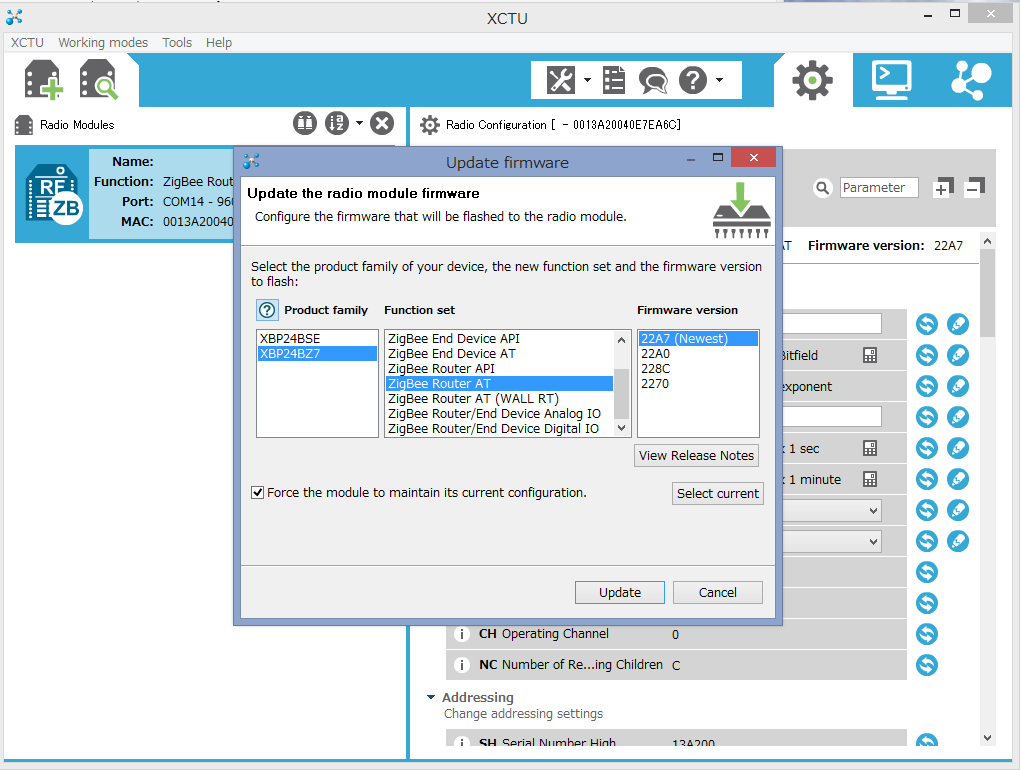 XCTU
XCTU Working modes Tools Help
Radio Modules
Radio Configuration [ - 0013A20040E7EA6C]
Name:
Function: ZigBee Rout
Port: COM14 - 960
MAC: 0013A20040
Parameter
AT Firmware version: 22A7
Update firmware
Update the radio module firmware
Configure the firmware that will be flashed to the radio module.
Select the product family of your device, the new function set and the firmware version
to flash:
Product family Function set Firmware version
XBP24BSE
XBP24BZ7
ZigBee End Device API
ZigBee End Device AT
ZigBee Router API
ZigBee Router AT
ZigBee Router AT (WALL RT)
ZigBee Router/End Device Analog IO
ZigBee Router/End Device Digital IO
22A7 (Newest)
22A0
228C
2270
View Release Notes
Force the module to maintain its current configuration.
Select current
Update Cancel
Bitfield
exponent
x 1 sec
x 1 minute
CH Operating Channel 0
NC Number of Re...ing Children C
Addressing
Change addressing settings
SH Serial Number High 13A200